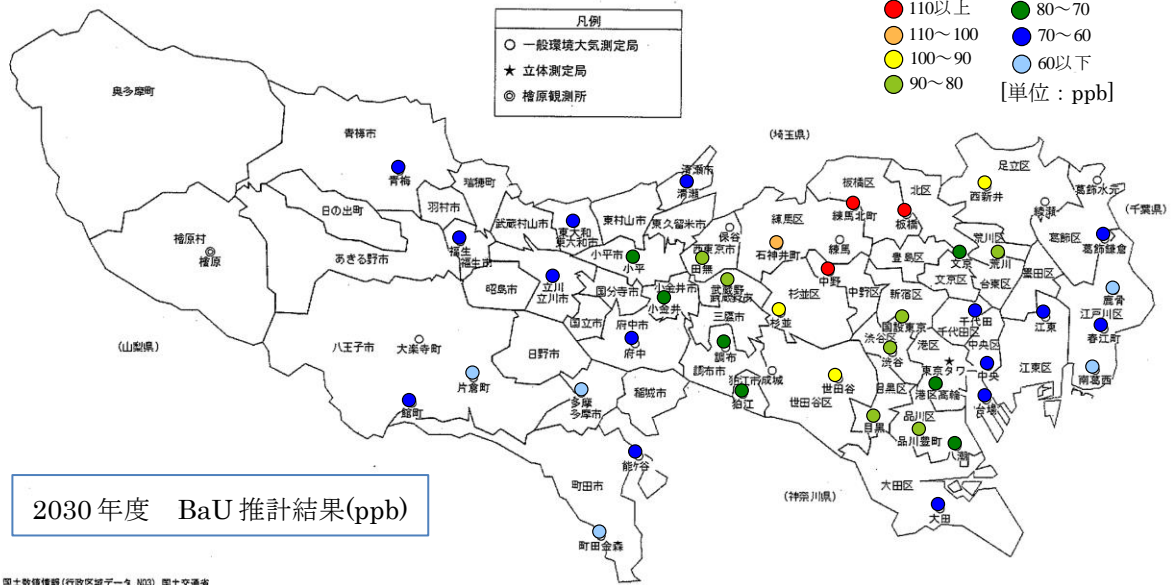 凡例
○ 一般環境大気測定局
★ 立体測定局
◎ 檜原観測所
110以上
110～100
100～90
90～80
80～70
70～60
60以下
[単位：ppb]
(埼玉県)
(千葉県)
(山梨県)
(神奈川県)
奥多摩町
青梅市
青梅
瑞穂町
羽村市
日の出町
檜原村
檜原
あきる野市
福生
福生市
武蔵村山市
東大和
東大和市
東村山市
清瀬市
清瀬
東久留米市
小平市
小平
昭島市
立川
立川市
国分寺市
小金井市
小金井
国立市
府中市
府中
八王子市
大楽寺町
片倉町
館町
日野市
多摩
多摩市
稲城市
町田市
能ケ谷
町田金森
保谷
西東京市
田無
武蔵野
武蔵野市
三鷹市
調布
調布市
狛江市
狛江
成城
練馬区
石神井町
練馬
練馬北町
板橋区
板橋
北区
足立区
西新井
葛飾水元
綾瀬
葛飾区
葛飾鎌倉
荒川区
荒川
豊島区
文京
文京区
台東区
墨田区
中野
中野区
杉並区
杉並
新宿区
国設東京
渋谷区
渋谷
千代田
千代田区
中央区
中央
港区
東京タワー
港区高輪
台場
江東
江東区
鹿骨
江戸川区
春江町
南葛西
世田谷
世田谷区
目黒区
目黒
品川区
品川豊町
八潮
大田区
大田
2030年度　BaU推計結果(ppb)
国土数値情報(行政区域データ N03) 国土交通省